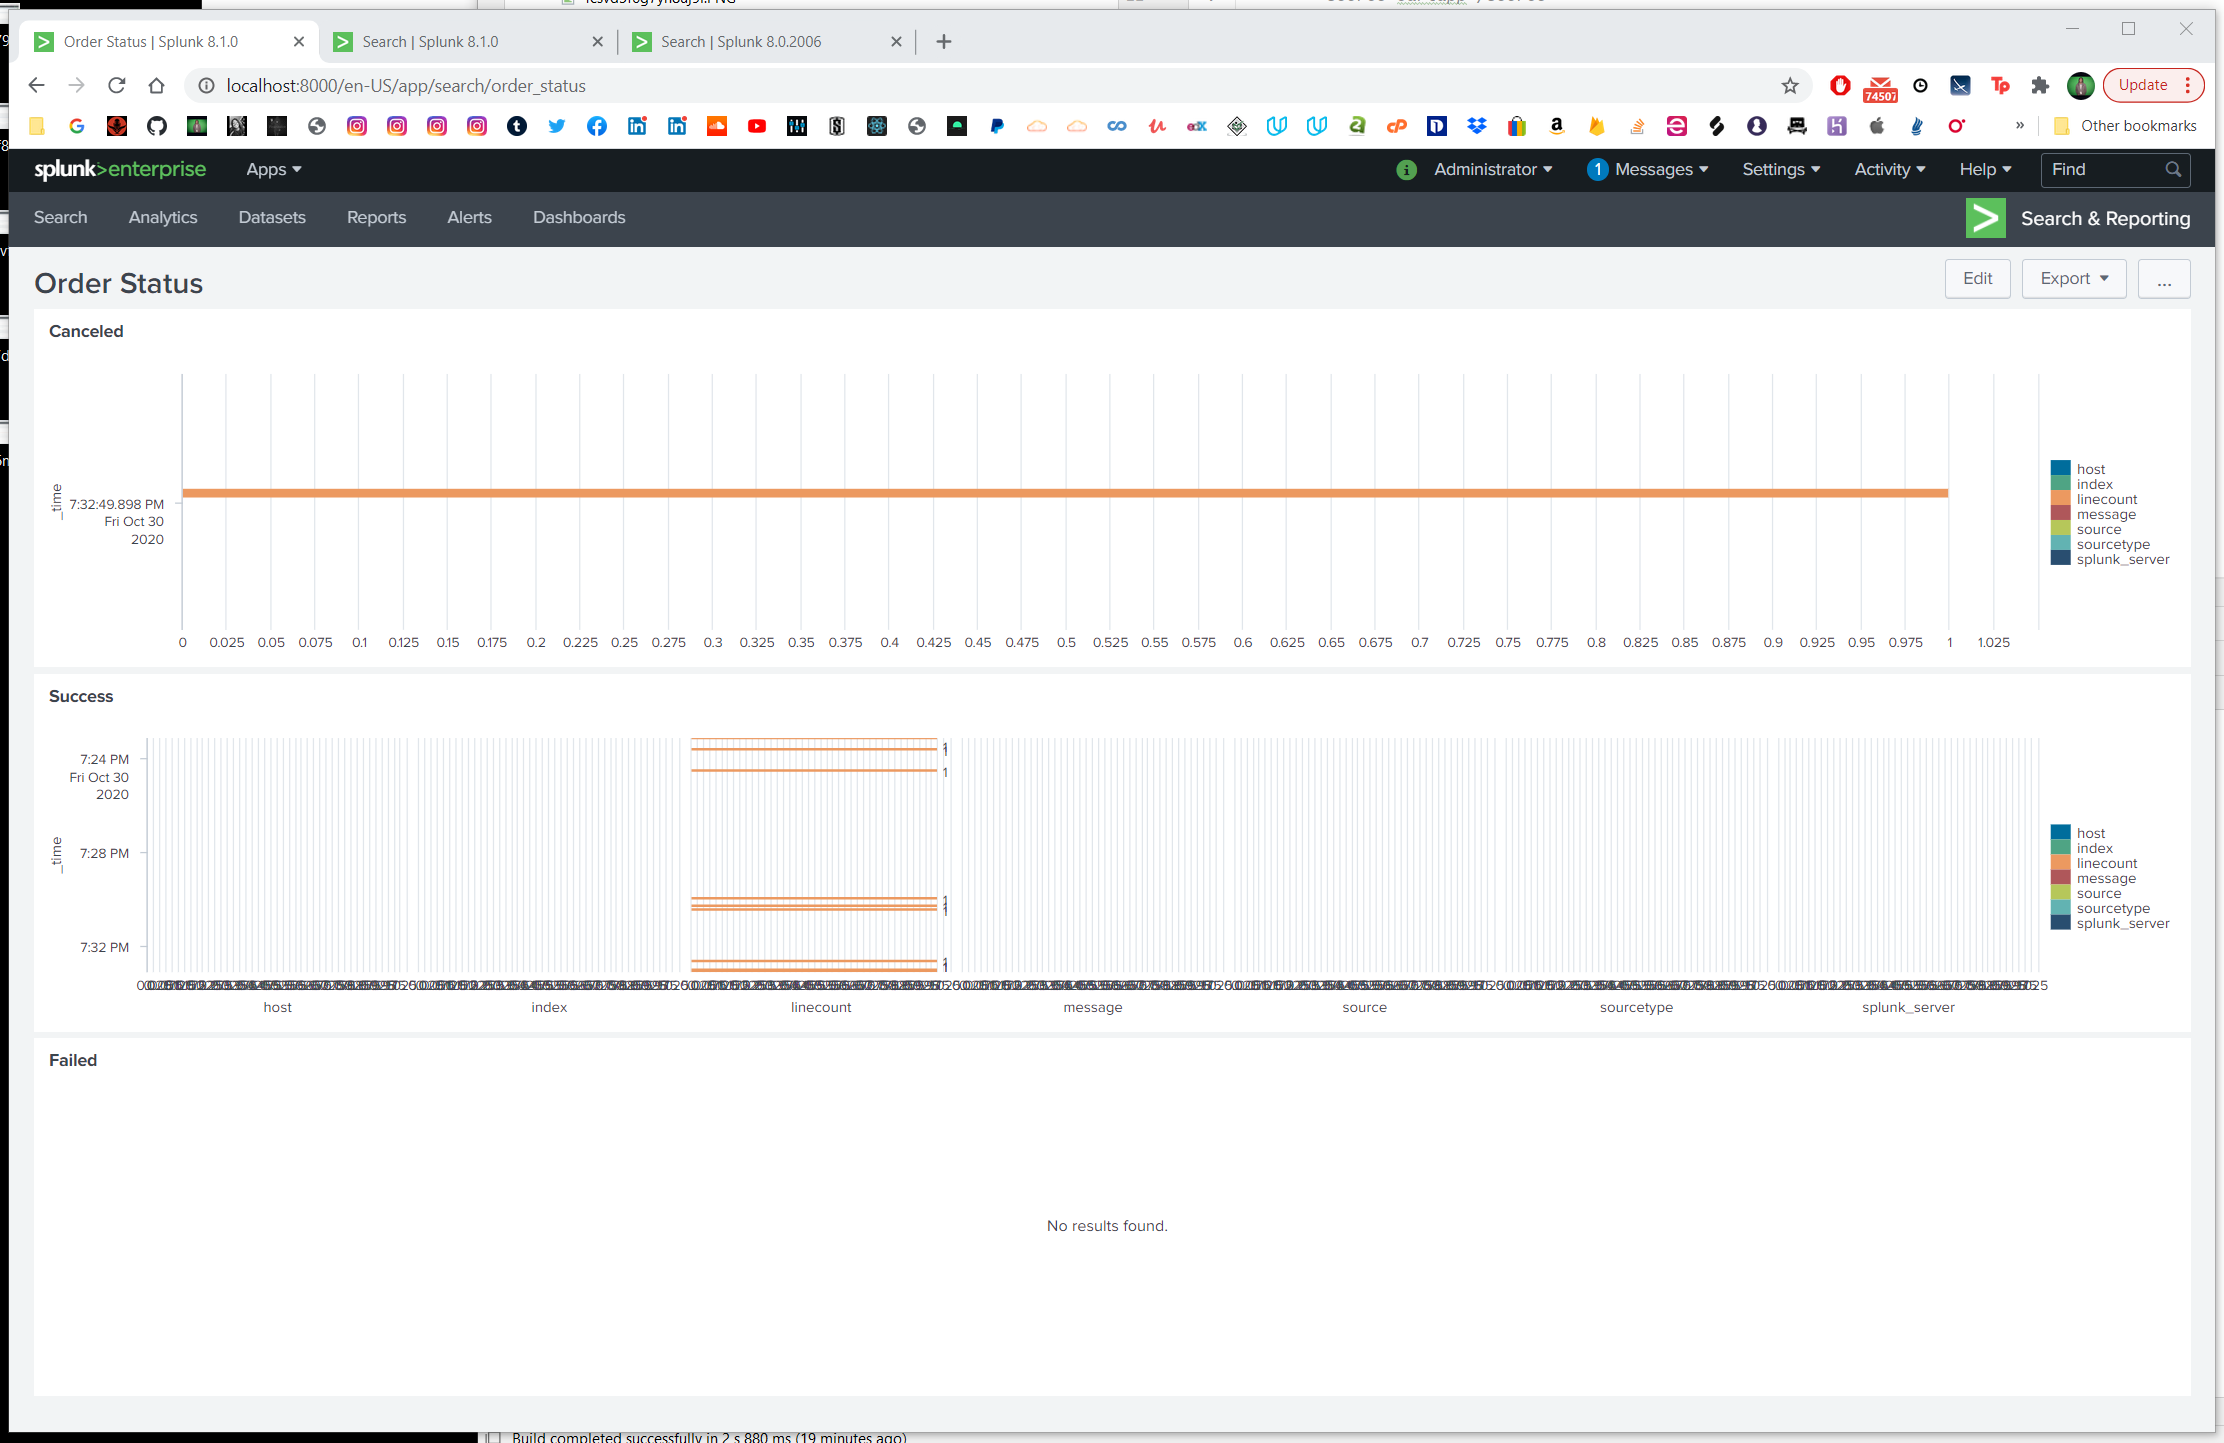 Order Status | Splunk 8.1.0
Search | Splunk 8.1.0
Search | Splunk 8.0.2006
localhost:8000/en-US/app/search/order_status
74507
Update
Other bookmarks
splunk>enterprise
Apps
Administrator
1 Messages
Settings
Activity
Help
Find
Search
Analytics
Datasets
Reports
Alerts
Dashboards
Search & Reporting
Order Status
Edit
Export
...
Canceled
_time
7:32:49.898 PM
Fri Oct 30
2020
host
index
linecount
message
source
sourcetype
splunk_server
0 0.025 0.05 0.075 0.1 0.125 0.15 0.175 0.2 0.225 0.25 0.275 0.3 0.325 0.35 0.375 0.4 0.425 0.45 0.475 0.5 0.525 0.55 0.575 0.6 0.625 0.65 0.675 0.7 0.725 0.75 0.775 0.8 0.825 0.85 0.875 0.9 0.925 0.95 0.975 1 1.025
Success
_time
7:24 PM
Fri Oct 30
2020
7:28 PM
7:32 PM
1
1
1
1
host
index
linecount
message
source
sourcetype
splunk_server
host index linecount message source sourcetype splunk_server
Failed
No results found.
Build completed successfully in 2 s 880 ms (19 minutes ago)